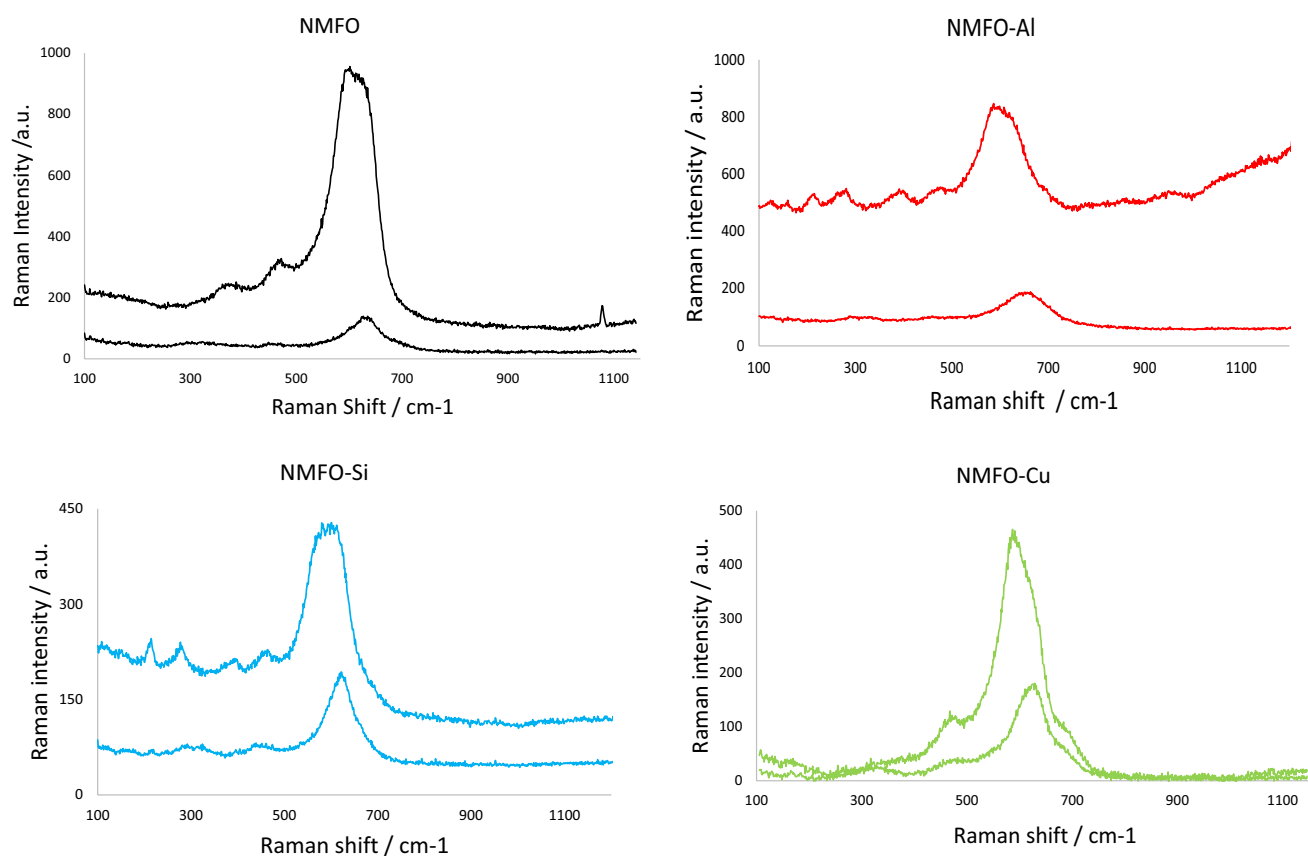 NMFO
Raman Intensity /a.u.
1000
800
600
400
200
0
100 300 500 700 900 1100
Raman Shift / cm-1
NMFO-Al
Raman intensity / a.u.
1000
800
600
400
200
0
100 300 500 700 900 1100
Raman shift / cm-1
NMFO-Si
Raman intensity / a.u.
450
300
150
0
100 300 500 700 900 1100
Raman shift / cm-1
NMFO-Cu
Raman intensity / a.u.
500
400
300
200
100
0
100 300 500 700 900 1100
Raman shift / cm-1